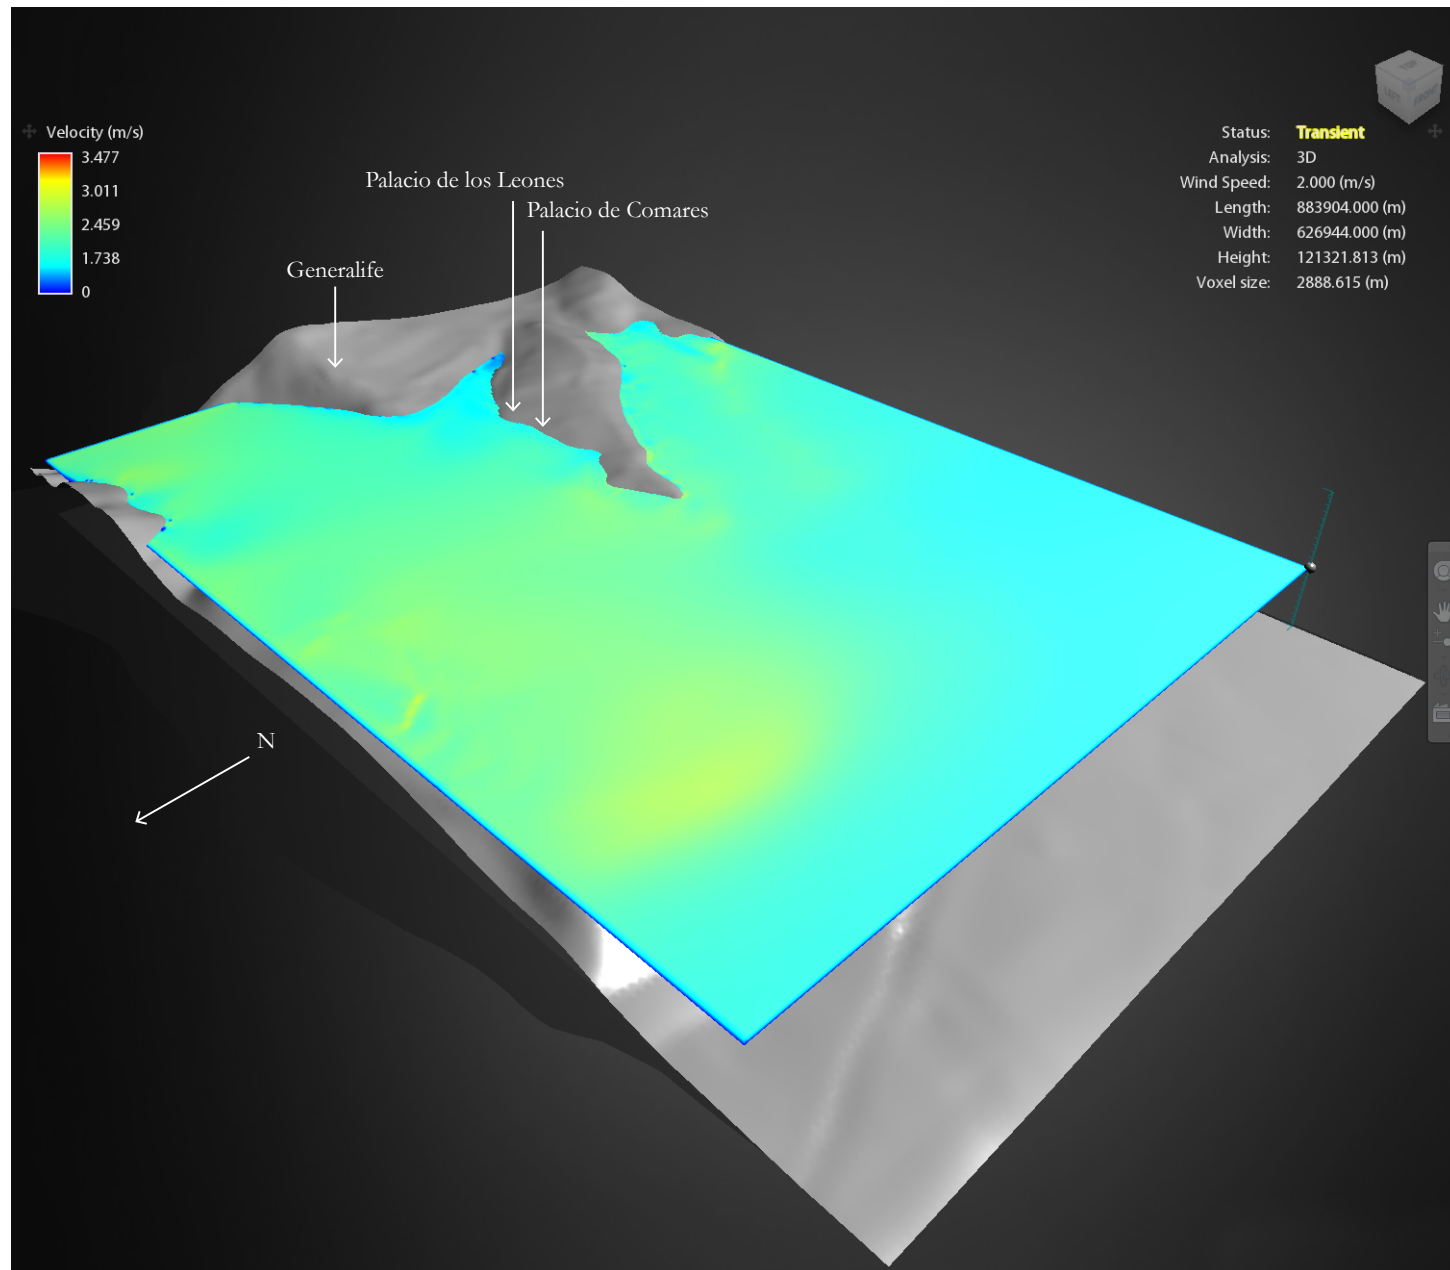 TOP
FRONT
Velocity (m/s)
3.477
3.011
2.459
1.738
0
Status: Transient
Analysis: 3D
Wind Speed: 2.000 (m/s)
Length: 883904.000 (m)
Width: 626944.000 (m)
Height: 121321.813 (m)
Voxel size: 2888.615 (m)
Palacio de los Leones
Palacio de Comares
Generalife
N